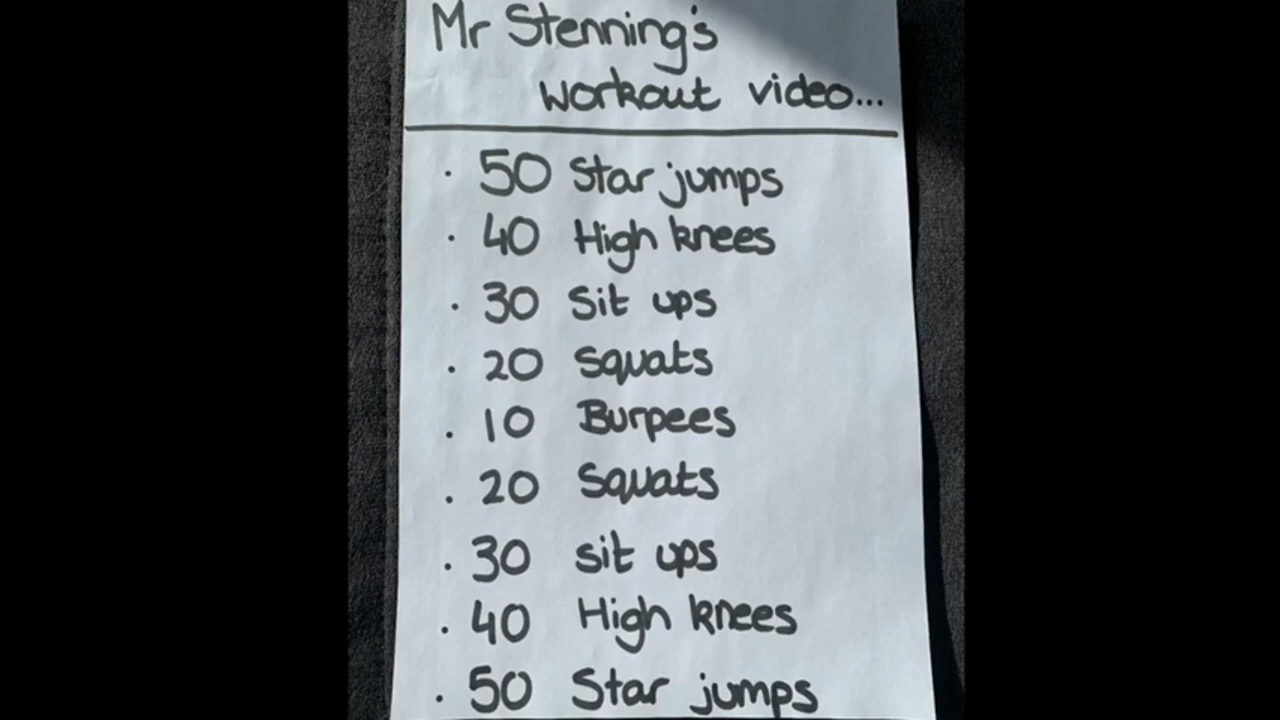 Mr Stenning's
workout video...
· 50 Star jumps
· 40 High knees
· 30 Sit ups
· 20 Squats
· 10 Burpees
· 20 Squats
· 30 sit ups
· 40 High knees
· 50 Star jumps